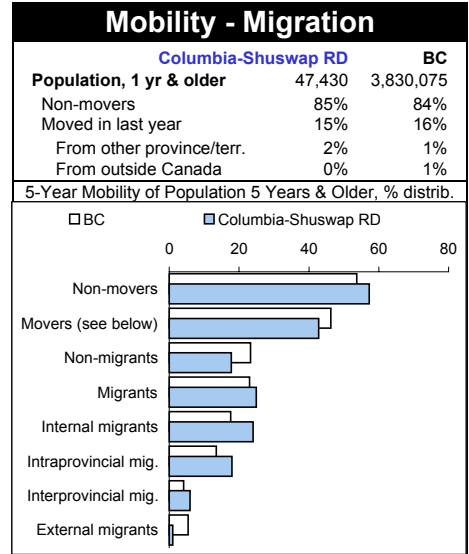 Mobility - Migration
Columbia-Shuswap RD BC
Population, 1 yr & older 47,430 3,830,075
Non-movers 85% 84%
Moved in last year 15% 16%
From other province/terr. 2% 1%
From outside Canada 0% 1%
5-Year Mobility of Population 5 Years & Older, % distrib.
BC Columbia-Shuswap RD
0 20 40 60 80
Non-movers
Movers (see below)
Non-migrants
Migrants
Internal migrants
Intraprovincial mig.
Interprovincial mig.
External migrants